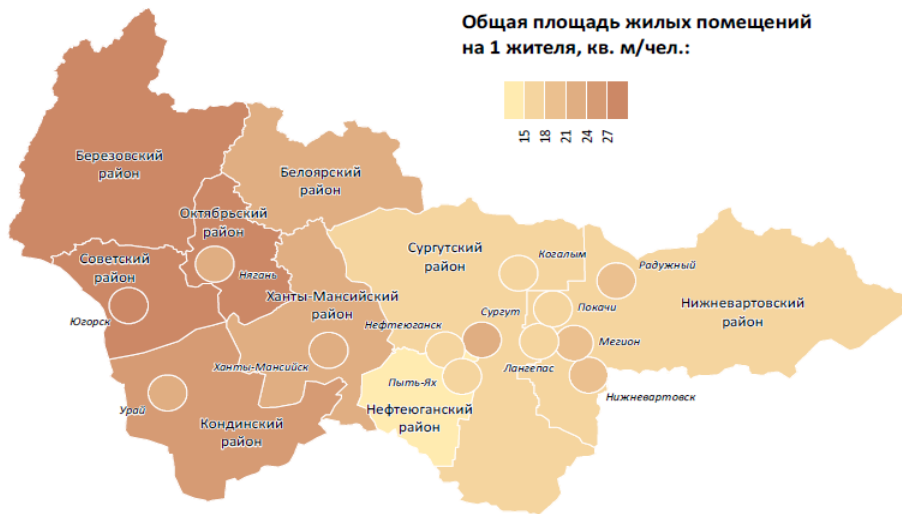 Общая площадь жилых помещений
на 1 жителя, кв. м/чел.:
15
18
21
24
27
Березовский
район
Белоярский
район
Октябрьский
район
Нягань
Советский
район
Югорск
Ханты-Мансийский
район
Ханты-Мансийск
Урай
Кондинский
район
Сургутский
район
Когалым
Радужный
Нижневартовский
район
Покачи
Сургут
Нефтеюганск
Мегион
Лангепас
Пыть-Ях
Нижневартовск
Нефтеюганский
район